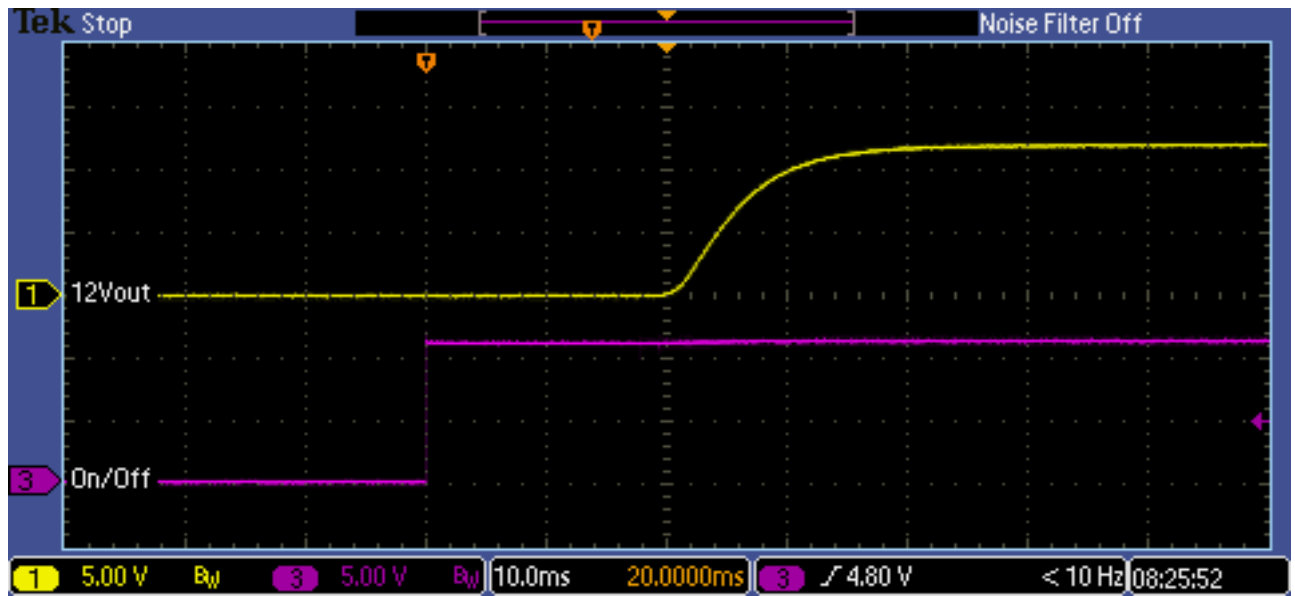 Tek Stop Noise Filter Off
T
T
1 12Vout
3 On/Off
1 5.00 V BW 3 5.00 V BW 10.0ms 20.0000ms 3 4.80 V < 10 Hz 08:25:52